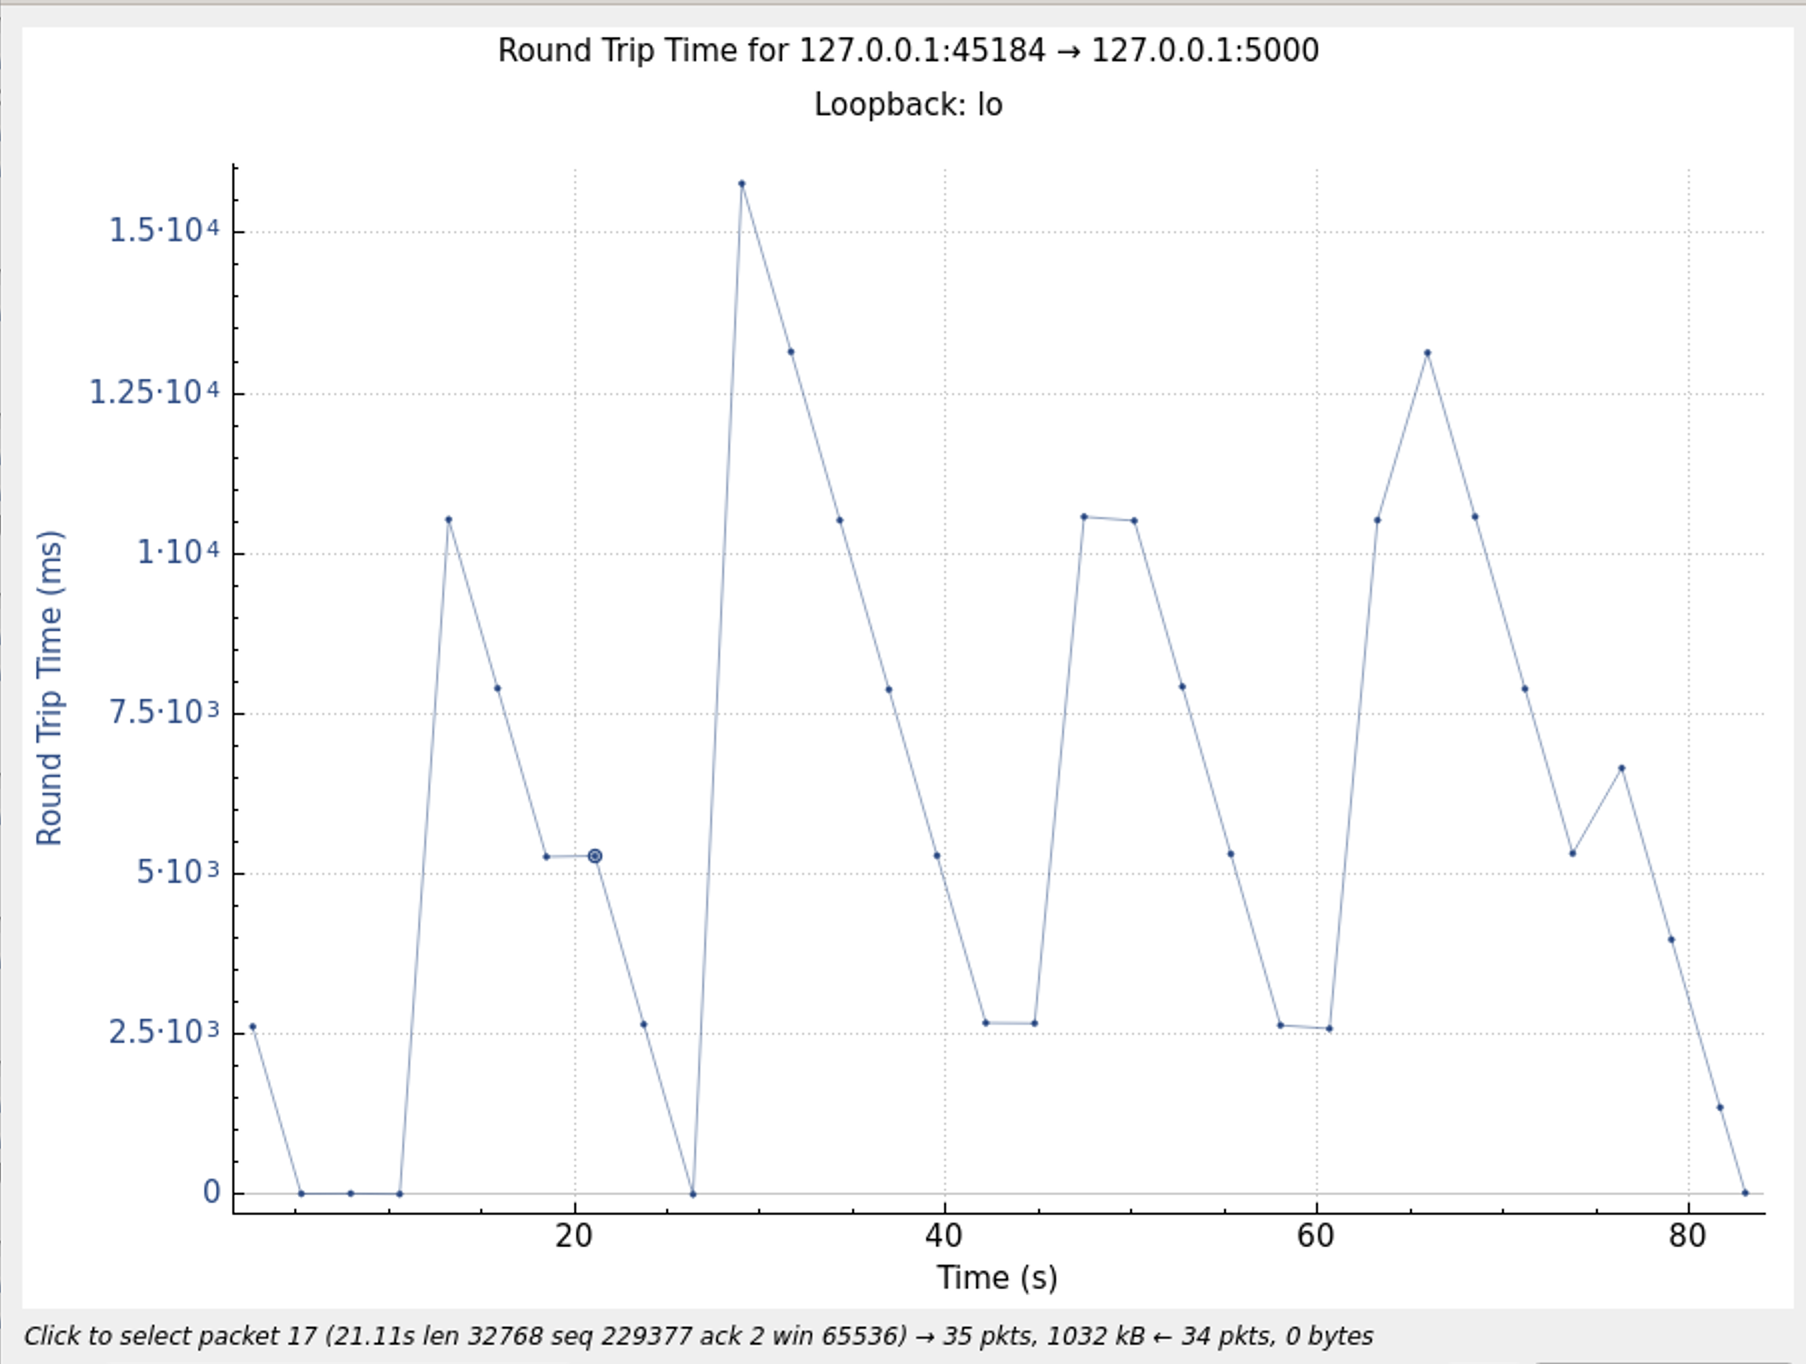 Round Trip Time for 127.0.0.1:45184 → 127.0.0.1:5000
Loopback: lo
1.5·10⁴
1.25·10⁴
1·10⁴
7.5·10³
5·10³
2.5·10³
0
Round Trip Time (ms)
20 40 60 80
Time (s)
Click to select packet 17 (21.11s len 32768 seq 229377 ack 2 win 65536) → 35 pkts, 1032 kB ← 34 pkts, 0 bytes